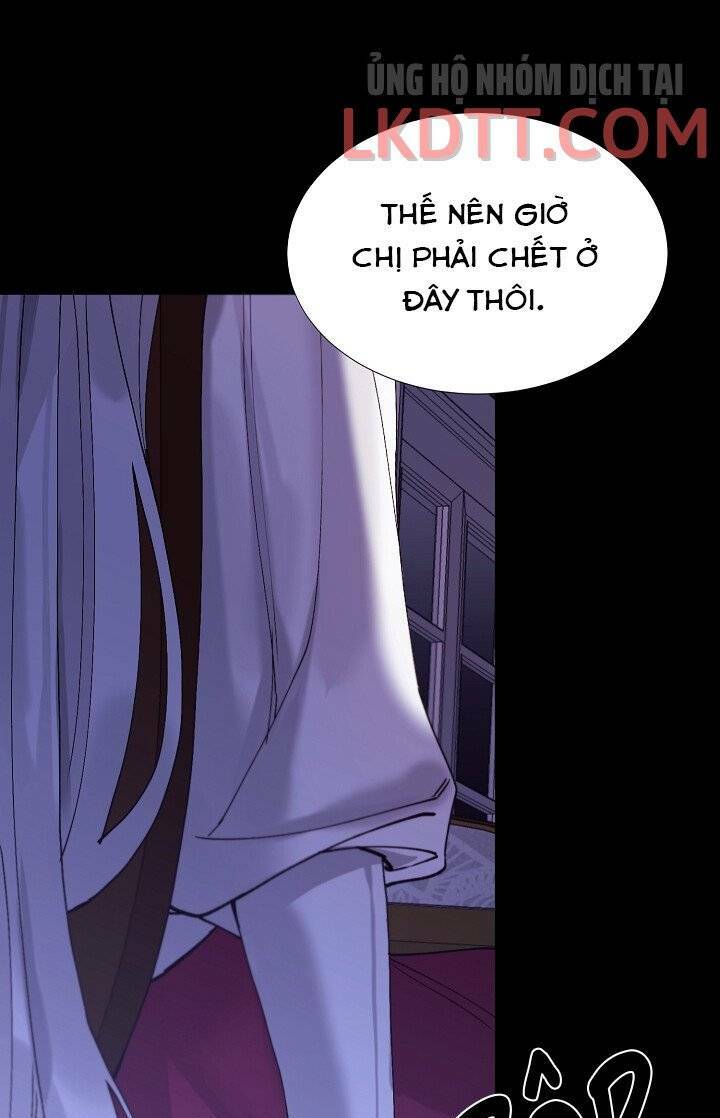 ỦNG HỘ NHÓM DỊCH TẠI
LKDTT.COM
THẾ NÊN GIỜ
CHỊ PHẢI CHẾT Ở
ĐÂY THÔI.